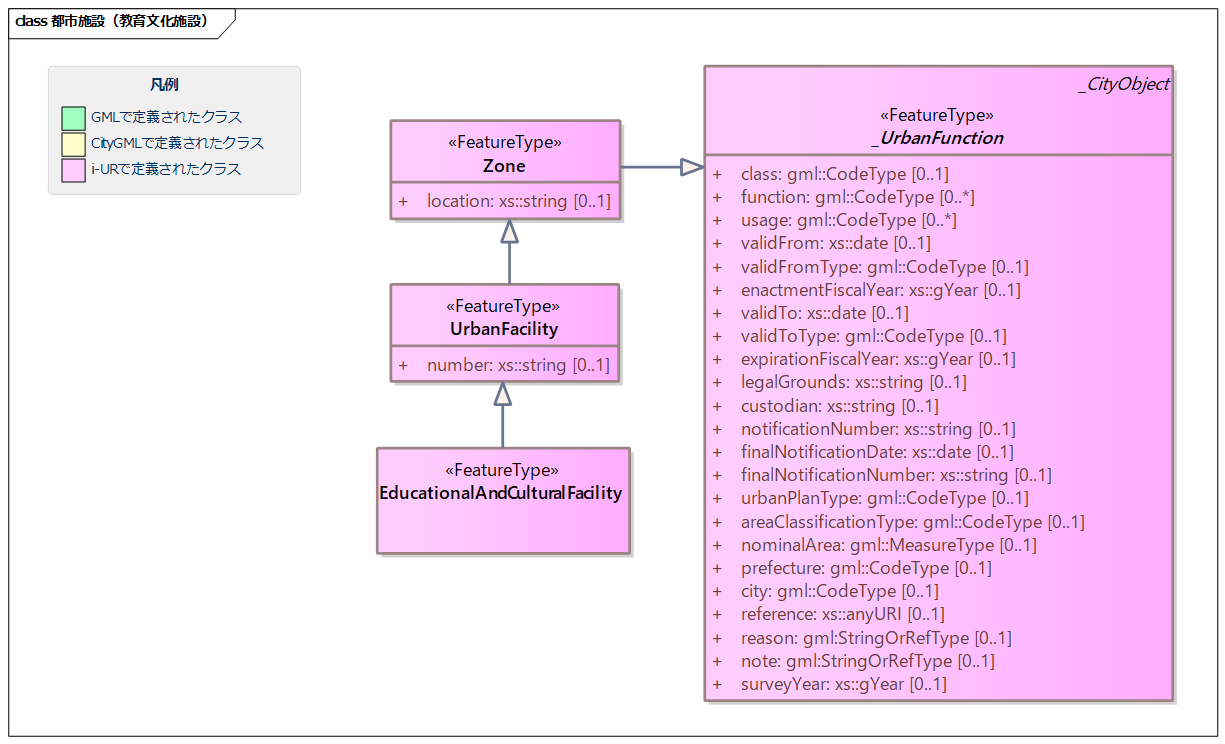 class 都市施設（教育文化施設）
凡例
GMLで定義されたクラス
CityGMLで定義されたクラス
i-URで定義されたクラス
«FeatureType»
Zone
+ location: xs::string [0..1]
«FeatureType»
UrbanFacility
+ number: xs::string [0..1]
«FeatureType»
EducationalAndCulturalFacility
_CityObject
«FeatureType»
_UrbanFunction
+ class: gml::CodeType [0..1]
+ function: gml::CodeType [0..*]
+ usage: gml::CodeType [0..*]
+ validFrom: xs::date [0..1]
+ validFromType: gml::CodeType [0..1]
+ enactmentFiscalYear: xs::gYear [0..1]
+ validTo: xs::date [0..1]
+ validToType: gml::CodeType [0..1]
+ expirationFiscalYear: xs::gYear [0..1]
+ legalGrounds: xs::string [0..1]
+ custodian: xs::string [0..1]
+ notificationNumber: xs::string [0..1]
+ finalNotificationDate: xs::date [0..1]
+ finalNotificationNumber: xs::string [0..1]
+ urbanPlanType: gml::CodeType [0..1]
+ areaClassificationType: gml::CodeType [0..1]
+ nominalArea: gml::MeasureType [0..1]
+ prefecture: gml::CodeType [0..1]
+ city: gml::CodeType [0..1]
+ reference: xs::anyURI [0..1]
+ reason: gml:StringOrRefType [0..1]
+ note: gml:StringOrRefType [0..1]
+ surveyYear: xs::gYear [0..1]